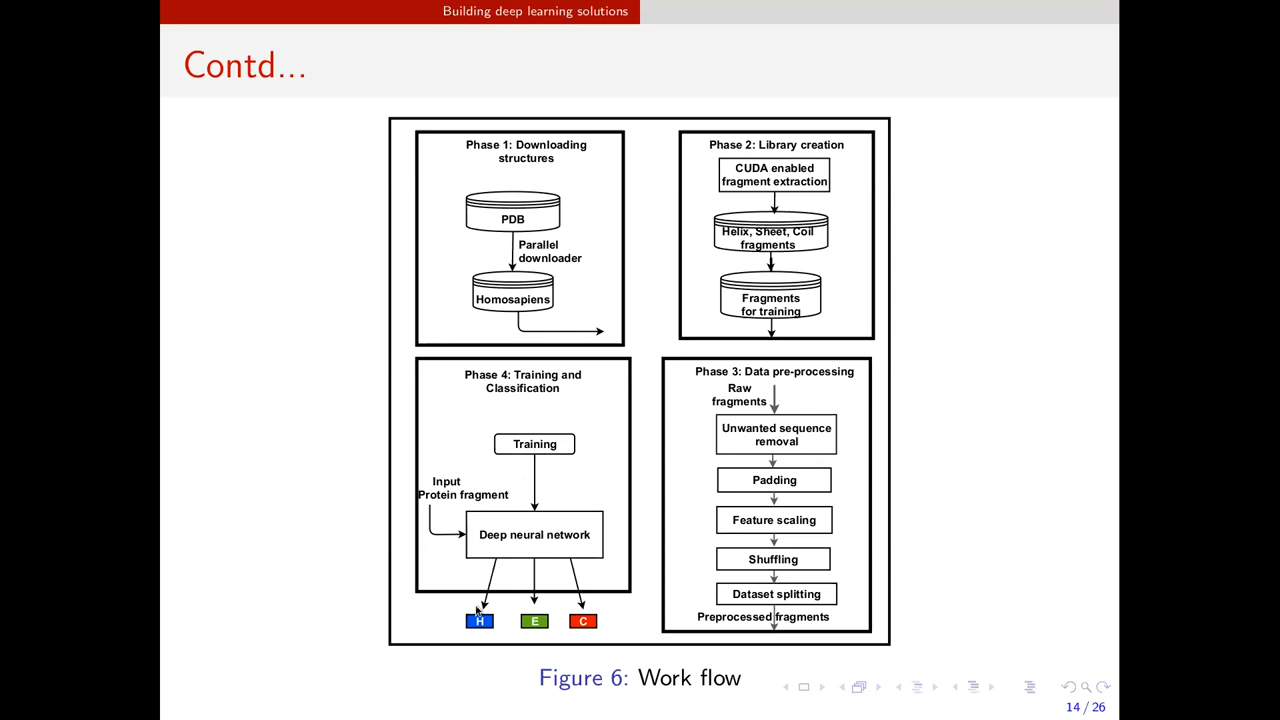 Building deep learning solutions
Contd...
Phase 1: Downloading
structures
PDB
Parallel
downloader
Homosapiens
Phase 2: Library creation
CUDA enabled
fragment extraction
Helix, Sheet, Coil
fragments
Fragments
for training
Phase 4: Training and
Classification
Training
Input
Protein fragment
Deep neural network
H
E
C
Phase 3: Data pre-processing
Raw
fragments
Unwanted sequence
removal
Padding
Feature scaling
Shuffling
Dataset splitting
Preprocessed fragments
Figure 6: Work flow
14 / 26